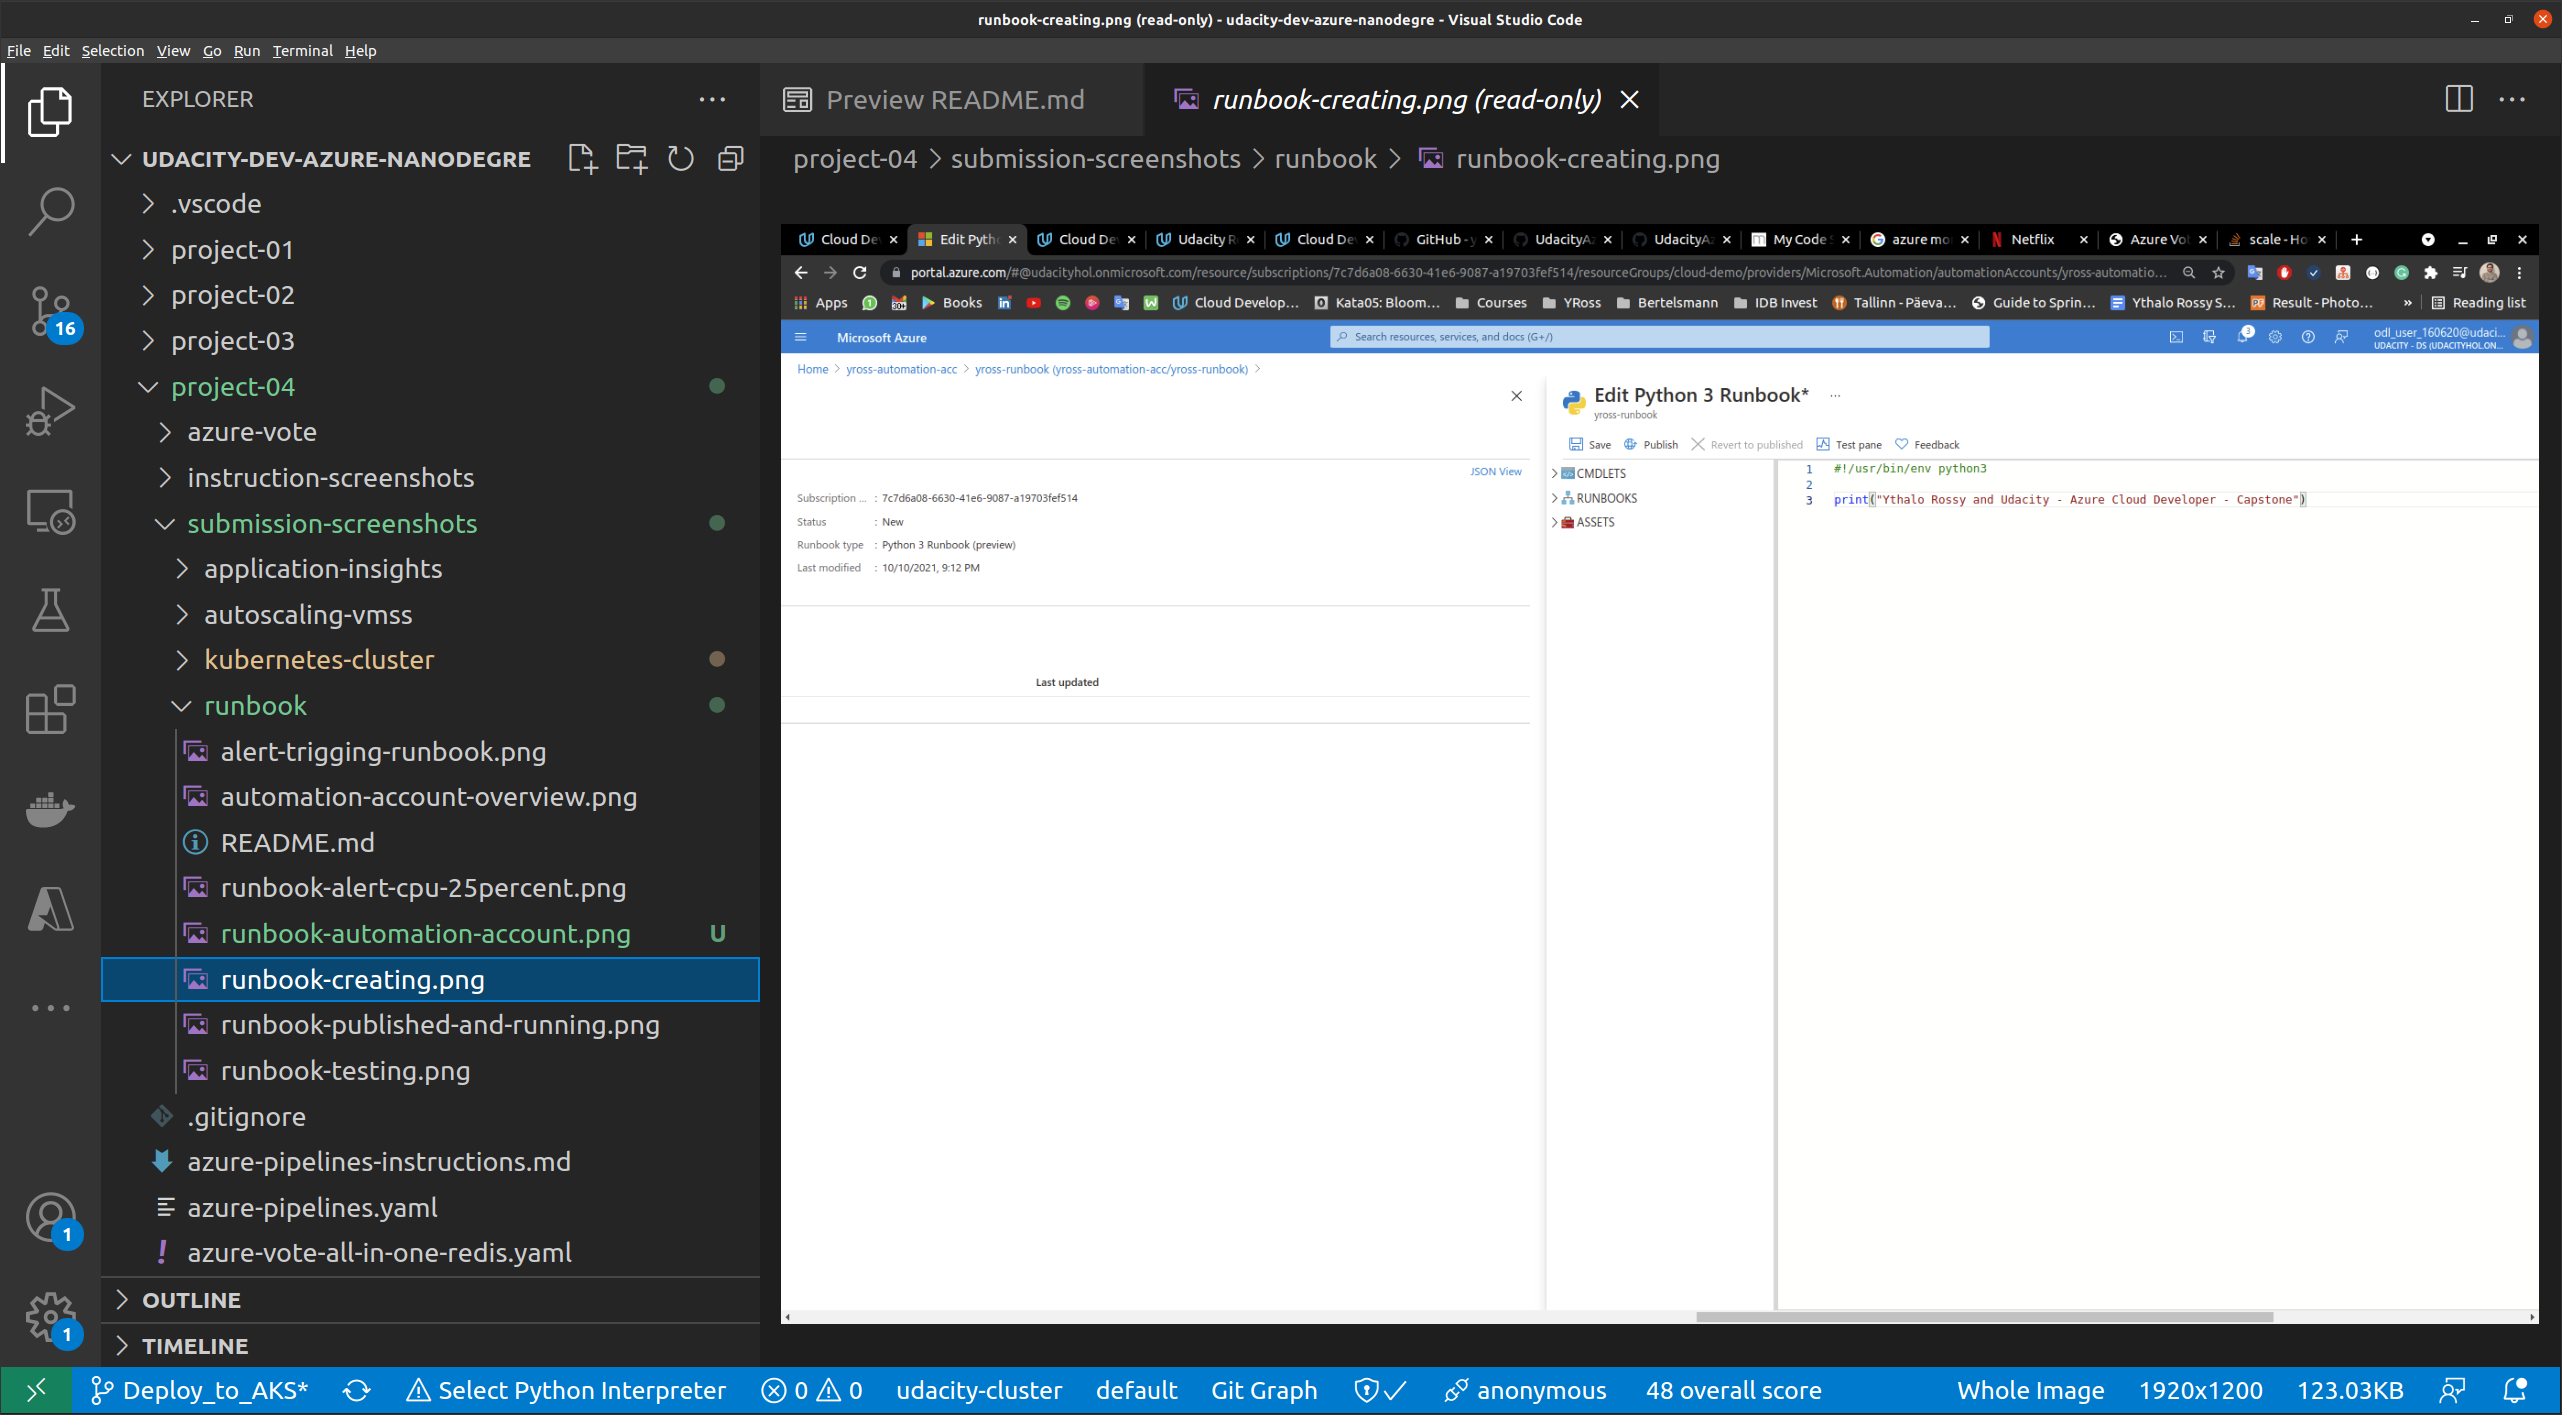 runbook-creating.png (read-only) - udacity-dev-azure-nanodegre - Visual Studio Code
File Edit Selection View Go Run Terminal Help
EXPLORER
UDACITY-DEV-AZURE-NANODEGRE
.vscode
project-01
project-02
project-03
project-04
azure-vote
instruction-screenshots
submission-screenshots
application-insights
autoscaling-vmss
kubernetes-cluster
runbook
alert-trigging-runbook.png
automation-account-overview.png
README.md
runbook-alert-cpu-25percent.png
runbook-automation-account.png U
runbook-creating.png
runbook-published-and-running.png
runbook-testing.png
.gitignore
azure-pipelines-instructions.md
azure-pipelines.yaml
azure-vote-all-in-one-redis.yaml
OUTLINE
TIMELINE
16
1
1
Preview README.md runbook-creating.png (read-only)
project-04 > submission-screenshots > runbook > runbook-creating.png
Cloud De Edit Pyth Cloud De Udacity R Cloud De GitHub - y UdacityAz UdacityAz My Code S azure mo Netflix Azure Vot scale - Ho
portal.azure.com/#@udacityhol.onmicrosoft.com/resource/subscriptions/7c7d6a08-6630-41e6-9087-a19703fef514/resourceGroups/cloud-demo/providers/Microsoft.Automation/automationAccounts/yross-automatio...
Apps Books Cloud Develop... Kata05: Bloom... Courses YRoss Bertelsmann IDB Invest Tallinn - Päeva... Guide to Sprin... Ythalo Rossy S... Result - Photo... » Reading list
Microsoft Azure
Search resources, services, and docs (G+/)
3
odl_user_160620@udaci...
UDACITY - DS (UDACITYHOL.ON...
Home > yross-automation-acc > yross-runbook (yross-automation-acc/yross-runbook) >
JSON View
Subscription ... : 7c7d6a08-6630-41e6-9087-a19703fef514
Status : New
Runbook type : Python 3 Runbook (preview)
Last modified : 10/10/2021, 9:12 PM
Last updated
Edit Python 3 Runbook* ...
yross-runbook
Save Publish Revert to published Test pane Feedback
CMDLETS
RUNBOOKS
ASSETS
1 #!/usr/bin/env python3
2
3 print("Ythalo Rossy and Udacity - Azure Cloud Developer - Capstone")
Deploy_to_AKS* Select Python Interpreter 0 0 udacity-cluster default Git Graph anonymous 48 overall score Whole Image 1920x1200 123.03KB